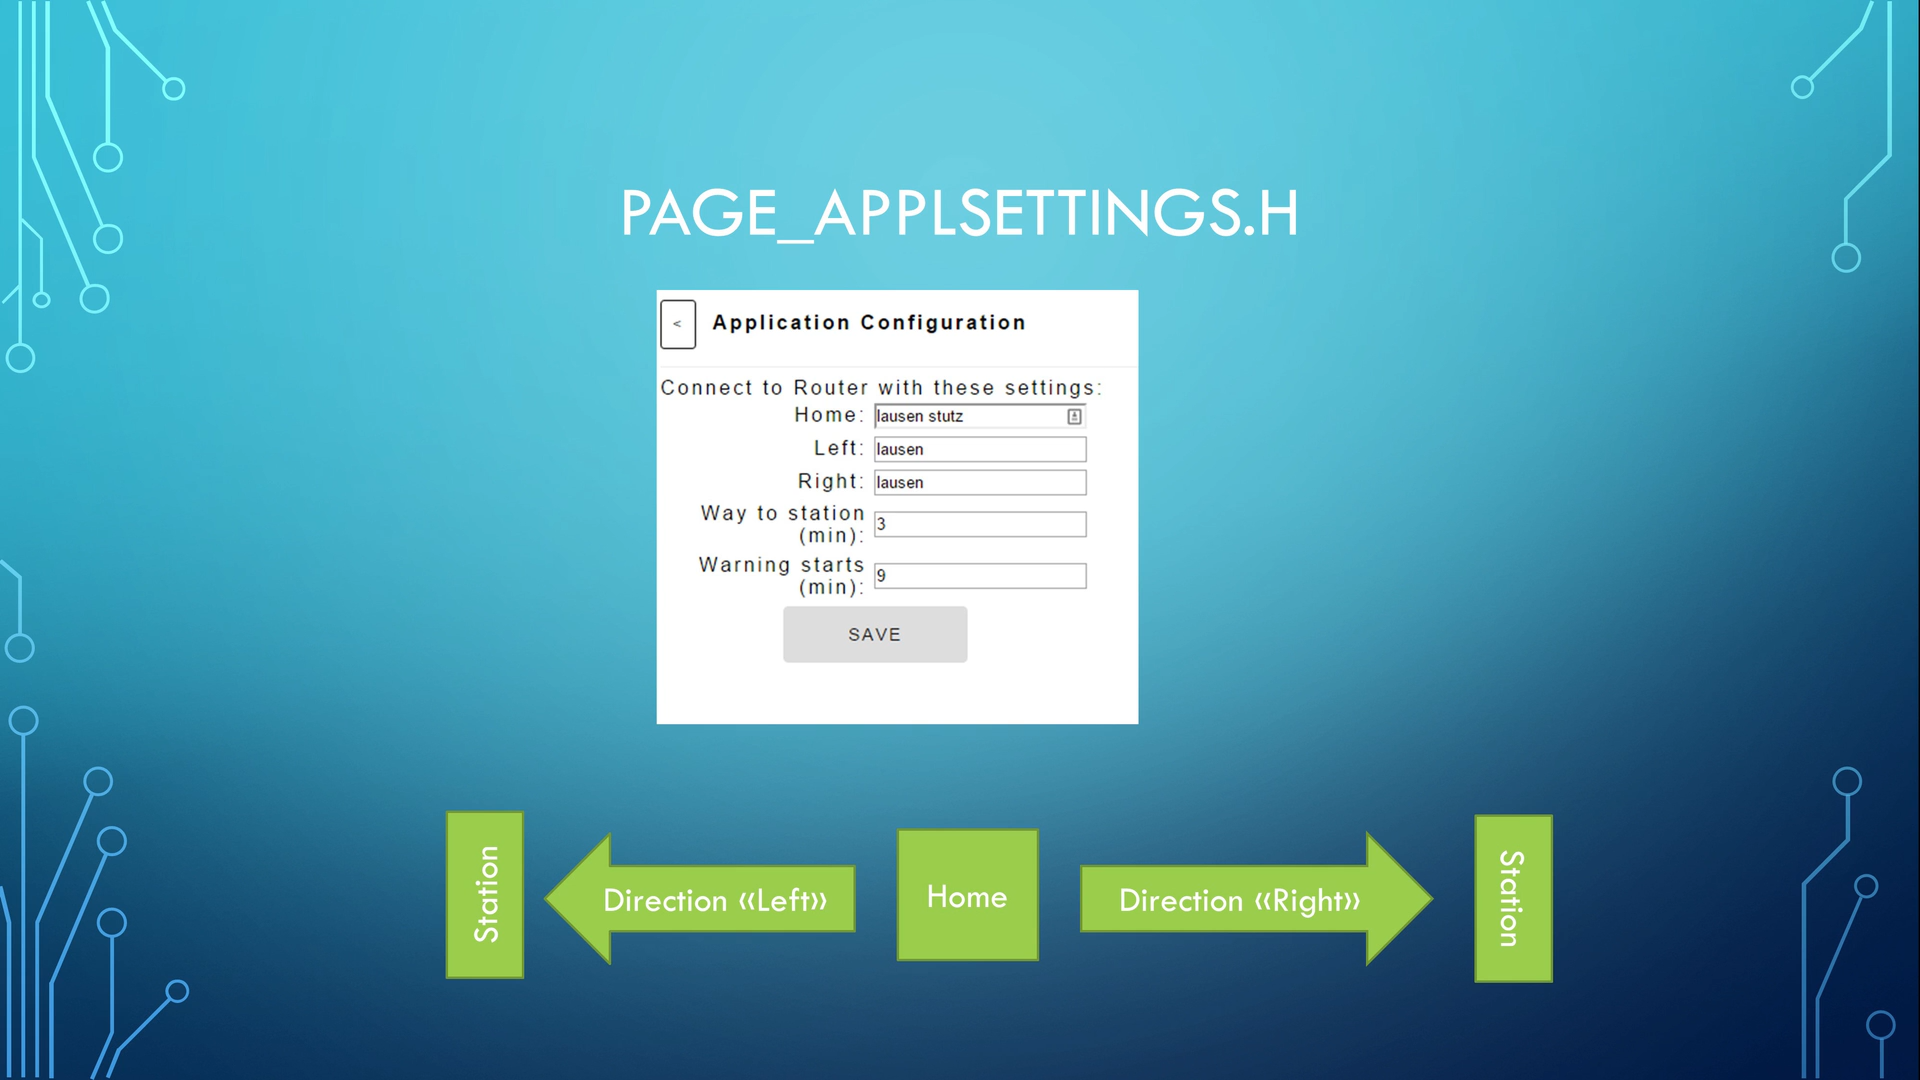 PAGE_APPLSETTINGS.H
< Application Configuration
Connect to Router with these settings:
Home: lausen stutz
Left: lausen
Right: lausen
Way to station
(min): 3
Warning starts
(min): 9
SAVE
Station
Direction «Left»
Home
Direction «Right»
Station